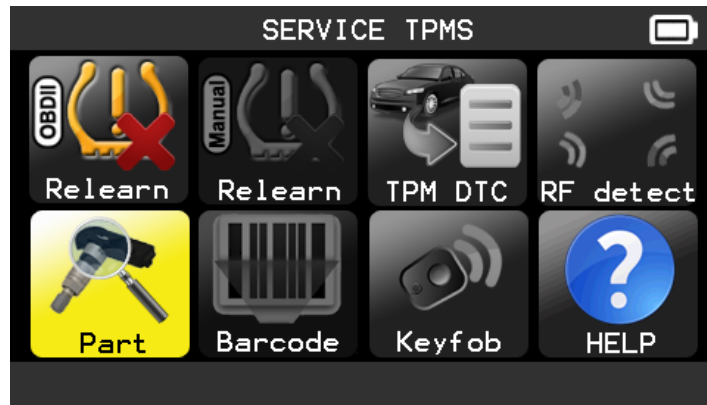 SERVICE TPMS
OBDII
Relearn
Manual
Relearn
TPM DTC
RF detect
Part
Barcode
Keyfob
?
HELP